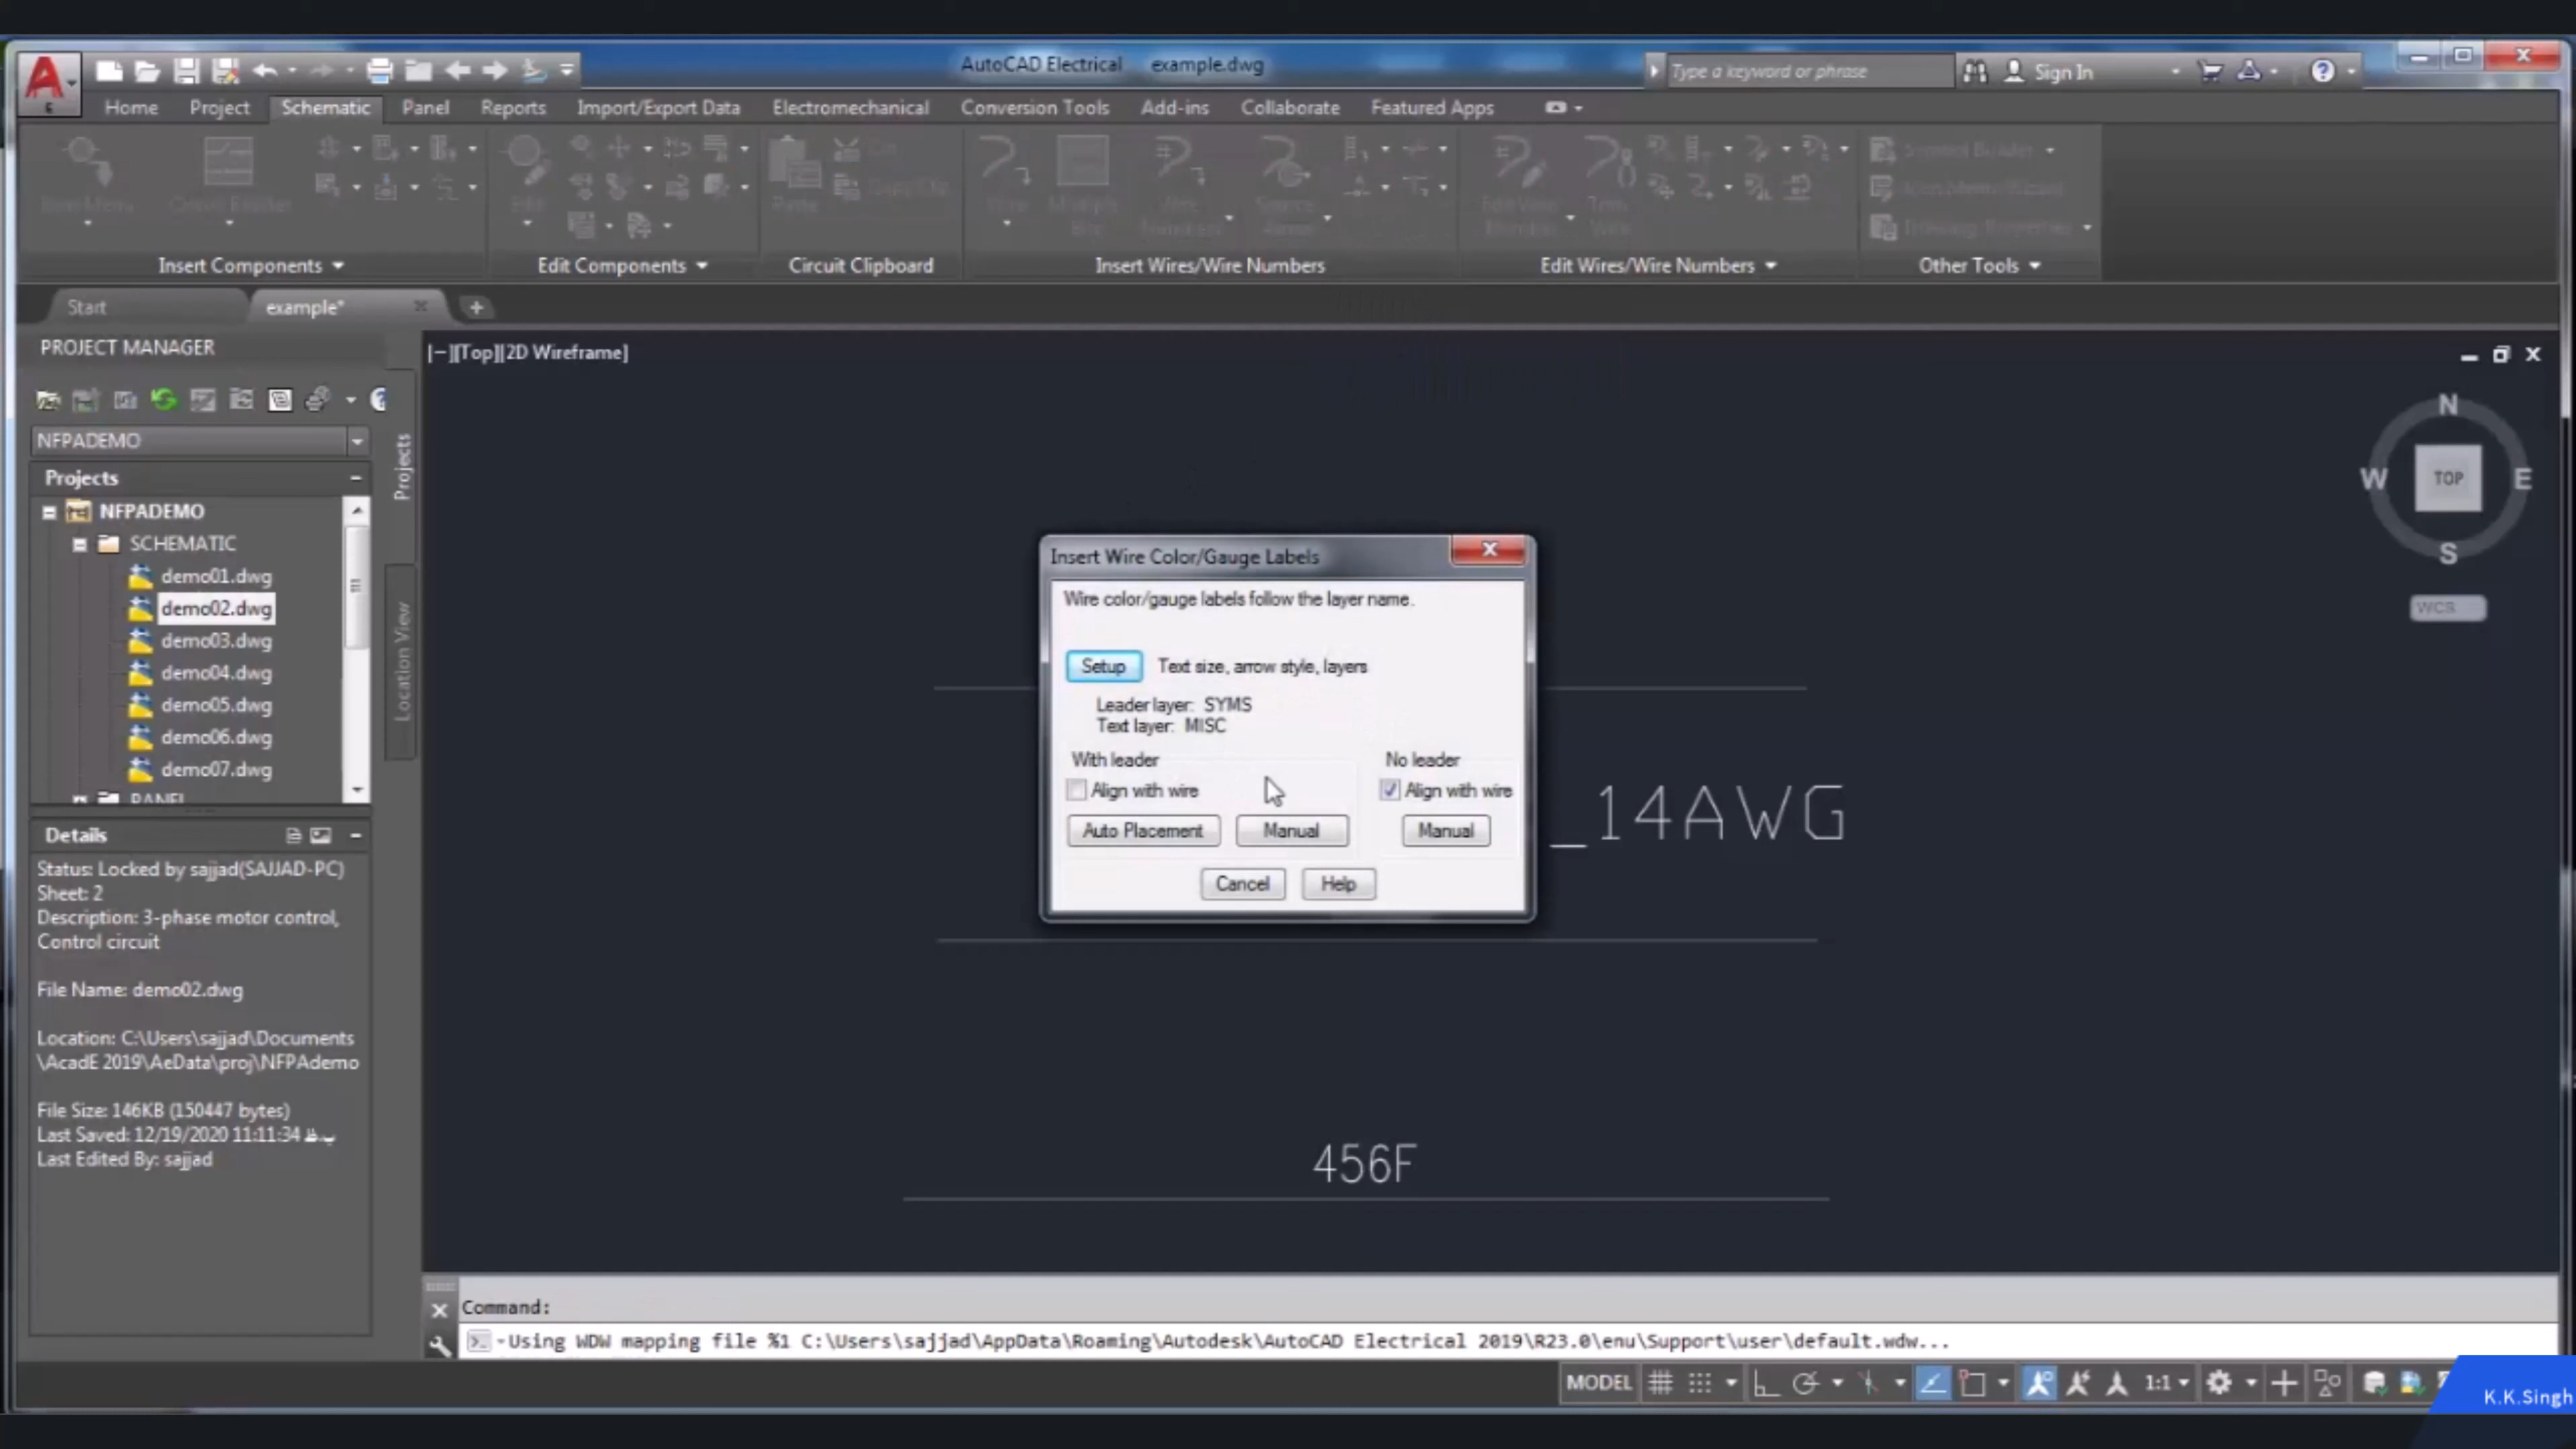 AutoCAD Electrical example.dwg
Type a keyword or phrase
Sign In
Home Project Schematic Panel Reports Import/Export Data Electromechanical Conversion Tools Add-ins Collaborate Featured Apps
Insert Components
Edit Components
Circuit Clipboard
Insert Wires/Wire Numbers
Edit Wires/Wire Numbers
Other Tools
Start
example*
PROJECT MANAGER
NFPADEMO
Projects
NFPADEMO
SCHEMATIC
demo01.dwg
demo02.dwg
demo03.dwg
demo04.dwg
demo05.dwg
demo06.dwg
demo07.dwg
PANEL
Projects
Location View
Details
Status: Locked by sajjad(SAJJAD-PC)
Sheet: 2
Description: 3-phase motor control,
Control circuit
File Name: demo02.dwg
Location: C:\Users\sajjad\Documents
\AcadE 2019\AeData\proj\NFPAdemo
File Size: 146KB (150447 bytes)
Last Saved: 12/19/2020 11:11:34 ب.ظ
Last Edited By: sajjad
[−][Top][2D Wireframe]
N
W TOP E
S
WCS
Insert Wire Color/Gauge Labels
Wire color/gauge labels follow the layer name.
Setup Text size, arrow style, layers
Leader layer: SYMS
Text layer: MISC
With leader No leader
Align with wire Align with wire
Auto Placement Manual Manual
Cancel Help
_14AWG
456F
Command:
Using WDW mapping file %1 C:\Users\sajjad\AppData\Roaming\Autodesk\AutoCAD Electrical 2019\R23.0\enu\Support\user\default.wdw...
MODEL 1:1
K.K.Singh